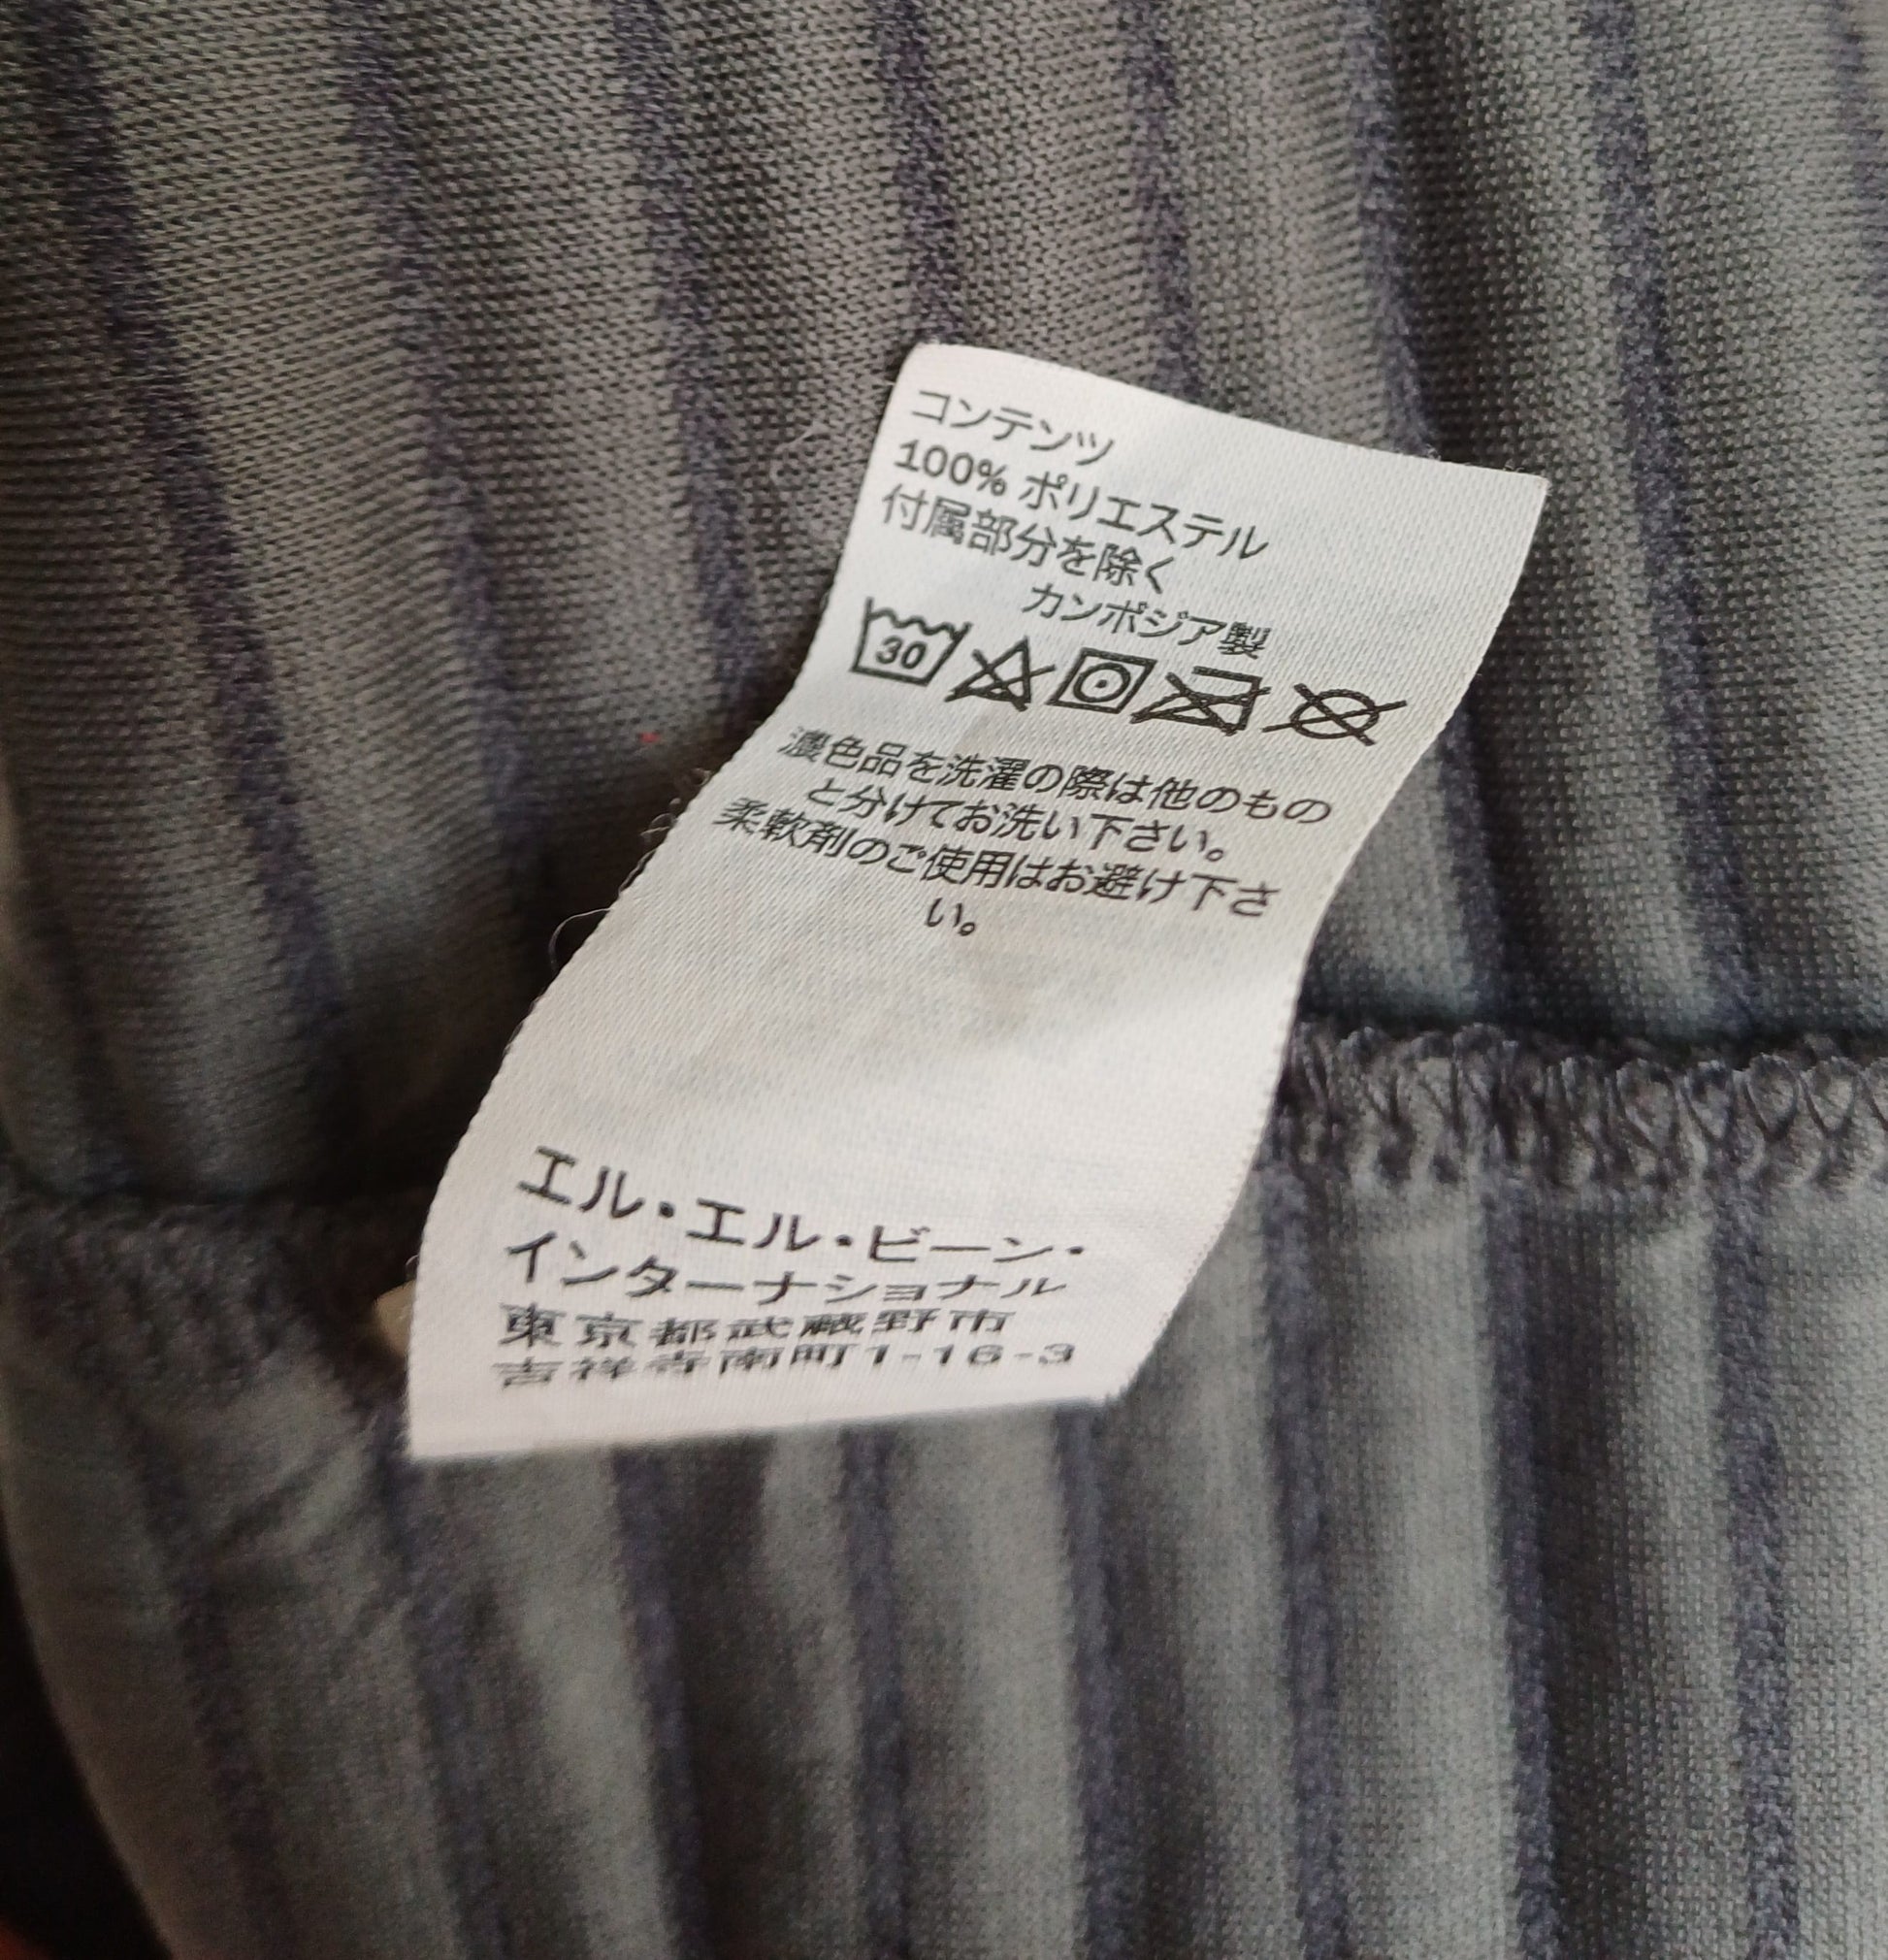 コンテンツ
100% ポリエステル
付属部分を除く
カンボジア製
30
濃色品を洗濯の際は他のもの
と分けてお洗い下さい。
柔軟剤のご使用はお避け下さ
い。
エル・エル・ビーン・
インターナショナル
東京都武蔵野市
吉祥寺南町1-16-3